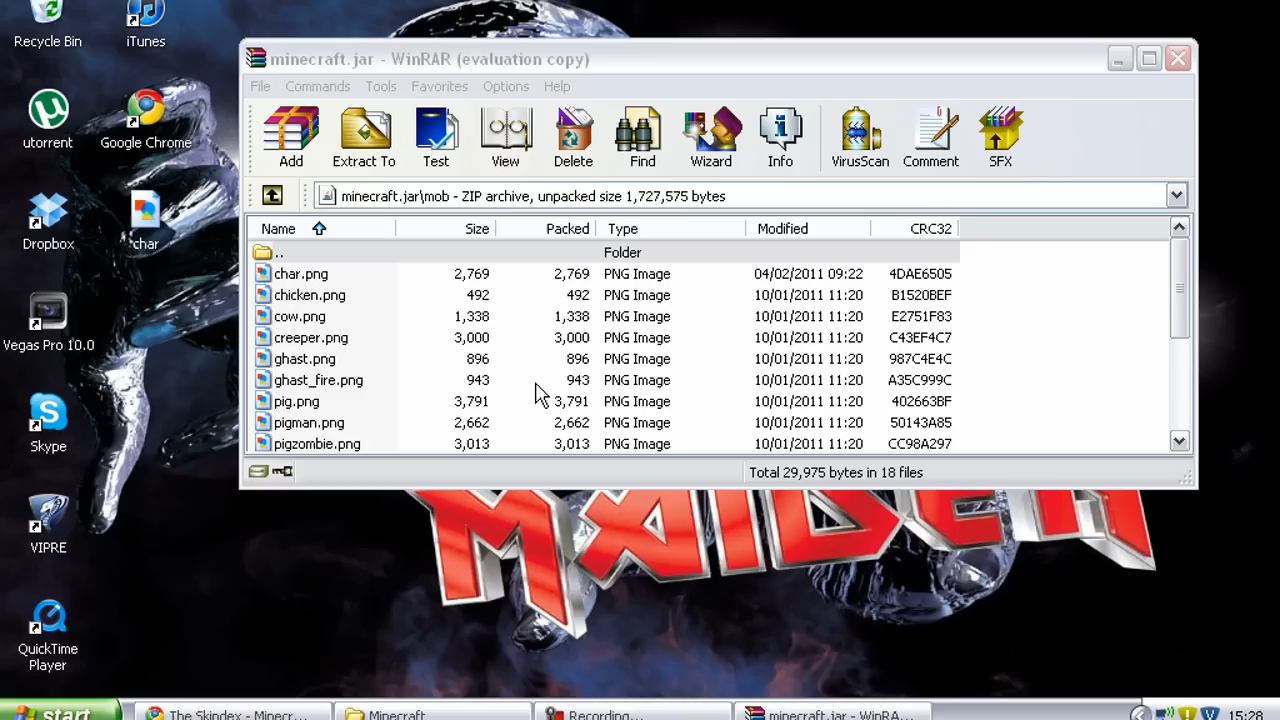 Recycle Bin
iTunes
utorrent
Google Chrome
Dropbox
char
Vegas Pro 10.0
Skype
VIPRE
QuickTime
Player
minecraft.jar - WinRAR (evaluation copy)
File Commands Tools Favorites Options Help
Add Extract To Test View Delete Find Wizard Info VirusScan Comment SFX
minecraft.jar\mob - ZIP archive, unpacked size 1,727,575 bytes
Name Size Packed Type Modified CRC32
.. Folder
char.png 2,769 2,769 PNG Image 04/02/2011 09:22 4DAE6505
chicken.png 492 492 PNG Image 10/01/2011 11:20 B1520BEF
cow.png 1,338 1,338 PNG Image 10/01/2011 11:20 E2751F83
creeper.png 3,000 3,000 PNG Image 10/01/2011 11:20 C43EF4C7
ghast.png 896 896 PNG Image 10/01/2011 11:20 987C4E4C
ghast_fire.png 943 943 PNG Image 10/01/2011 11:20 A35C999C
pig.png 3,791 3,791 PNG Image 10/01/2011 11:20 402663BF
pigman.png 2,662 2,662 PNG Image 10/01/2011 11:20 50143A85
pigzombie.png 3,013 3,013 PNG Image 10/01/2011 11:20 CC98A297
Total 29,975 bytes in 18 files
MAIDEN
start
The Skindex - Minecr...
Minecraft
Recording...
minecraft.jar - WinRA...
15:28